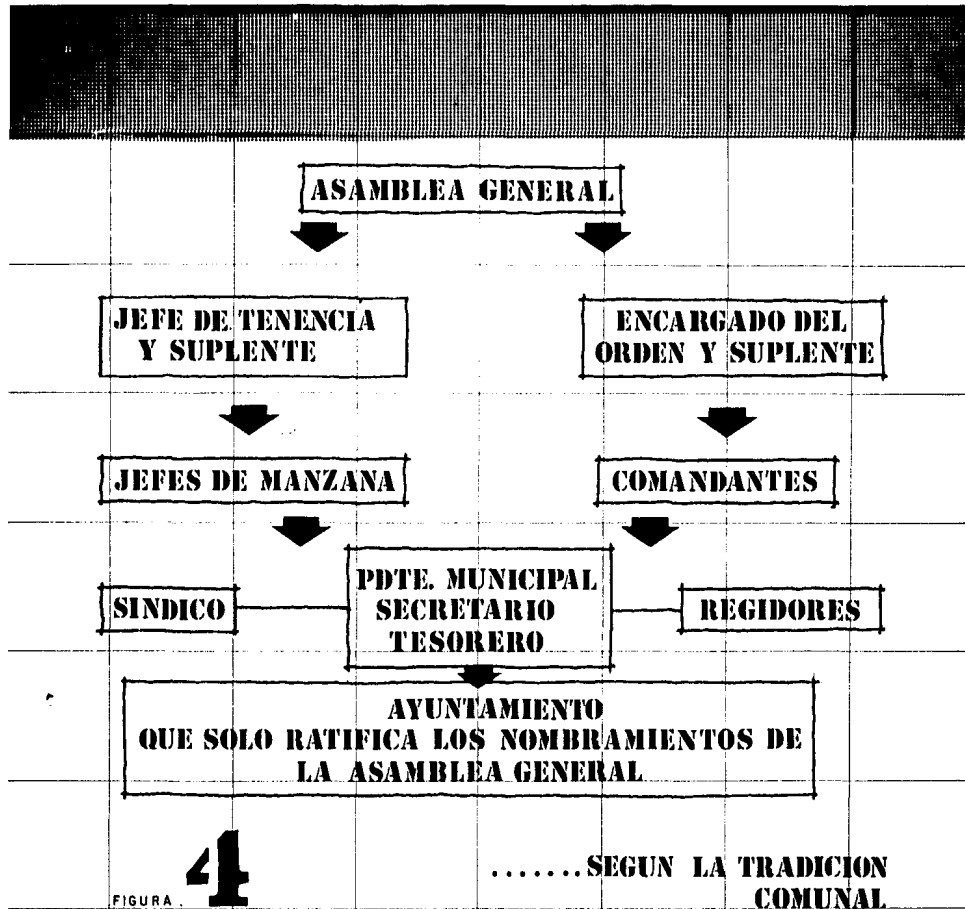 ASAMBLEA GENERAL
JEFE DE TENENCIA
Y SUPLENTE
ENCARGADO DEL
ORDEN Y SUPLENTE
JEFES DE MANZANA
COMANDANTES
SINDICO
PDTE. MUNICIPAL
SECRETARIO
TESORERO
REGIDORES
AYUNTAMIENTO
QUE SOLO RATIFICA LOS NOMBRAMIENTOS DE
LA ASAMBLEA GENERAL
FIGURA. 4
.......SEGUN LA TRADICION
COMUNAL